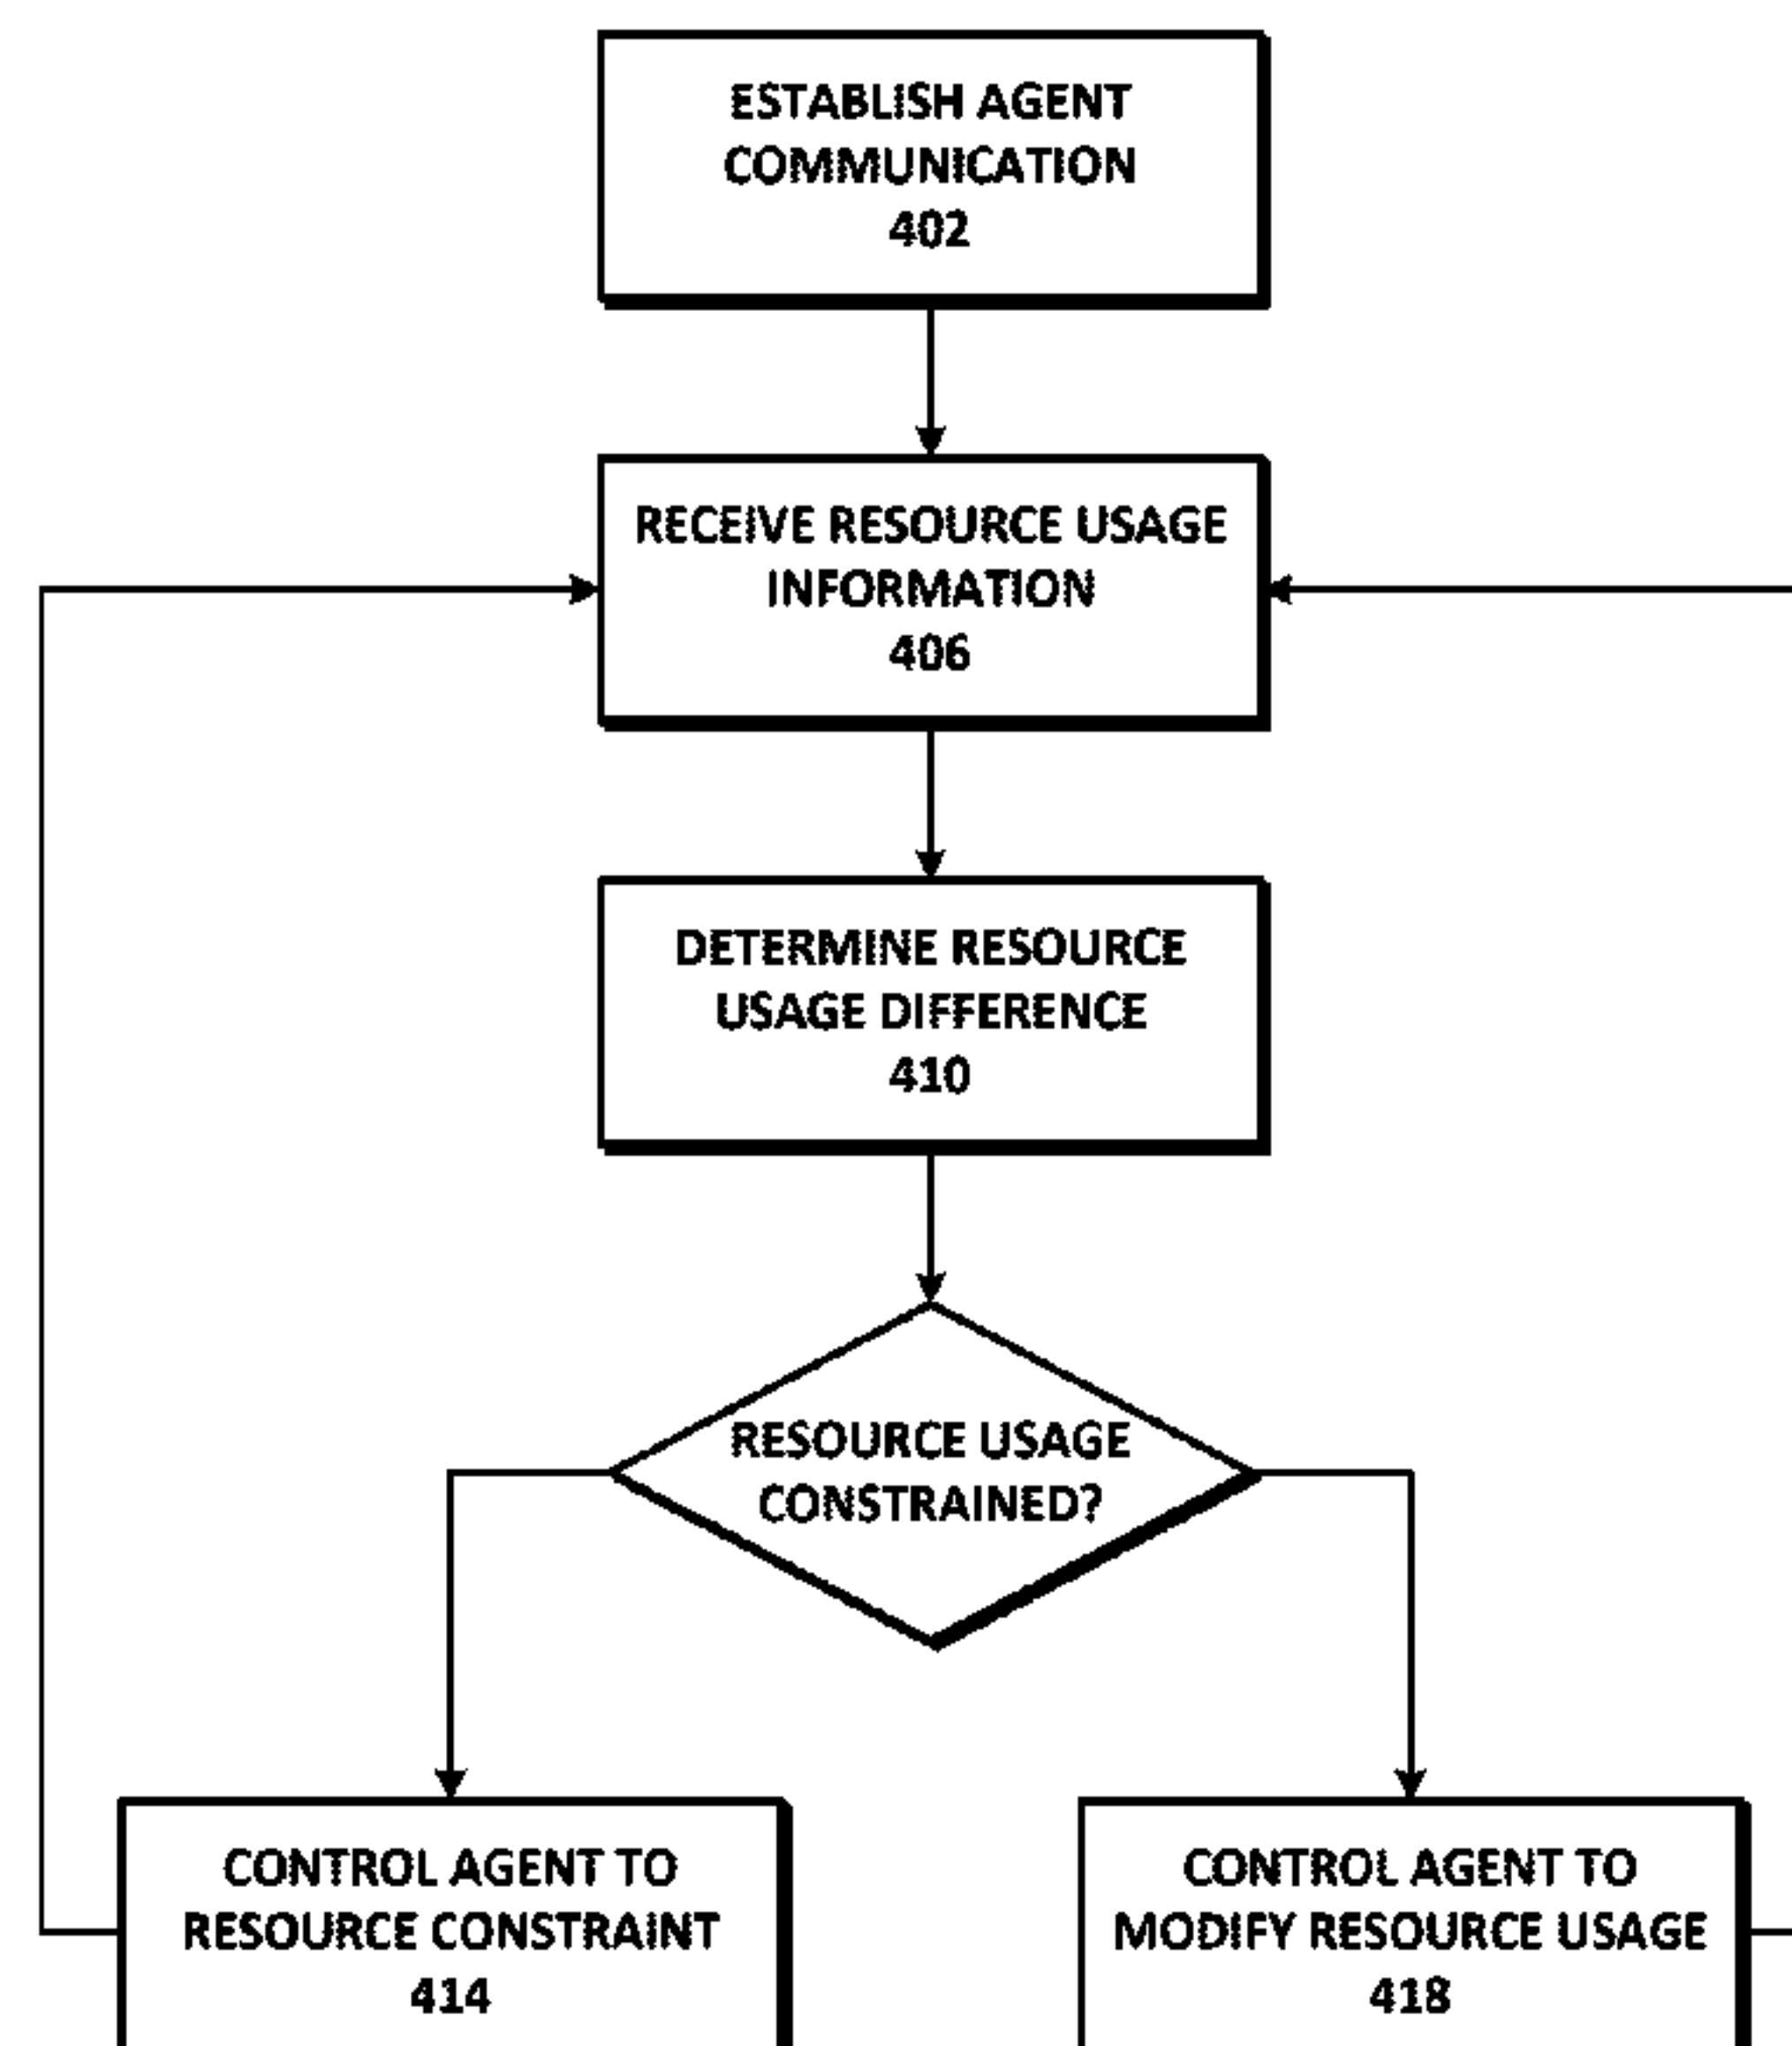 ESTABLISH AGENT
COMMUNICATION
402
RECEIVE RESOURCE USAGE
INFORMATION
406
DETERMINE RESOURCE
USAGE DIFFERENCE
410
RESOURCE USAGE
CONSTRAINED?
CONTROL AGENT TO
RESOURCE CONSTRAINT
414
CONTROL AGENT TO
MODIFY RESOURCE USAGE
418